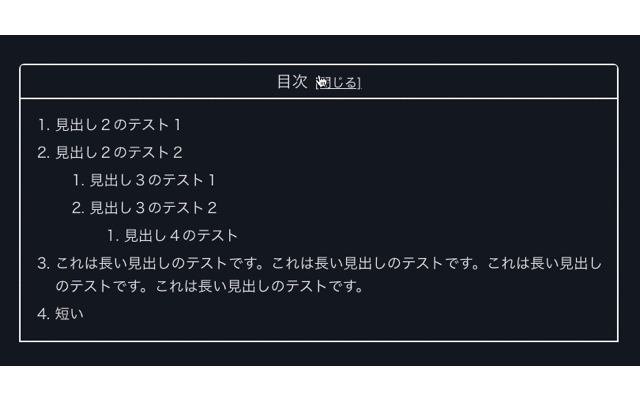 目次 [閉じる]
1. 見出し２のテスト１
2. 見出し２のテスト２
1. 見出し３のテスト１
2. 見出し３のテスト２
1. 見出し４のテスト
3. これは長い見出しのテストです。これは長い見出しのテストです。これは長い見出し
のテストです。これは長い見出しのテストです。
4. 短い